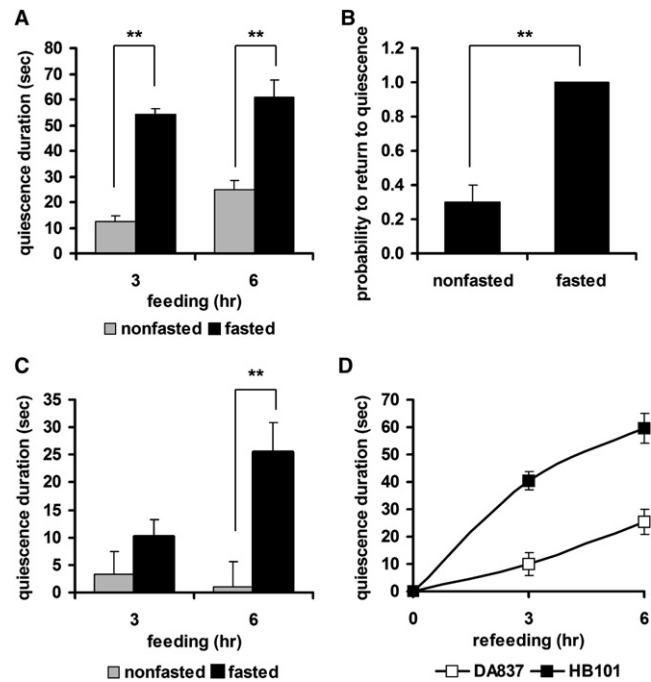 A
**
**
quiescence duration (sec)
80
70
60
50
40
30
20
10
0
3
6
feeding (hr)
nonfasted fasted
B
**
probability to return to quiescence
1.2
1.0
0.8
0.6
0.4
0.2
0.0
nonfasted
fasted
C
**
quiescence duration (sec)
35
30
25
20
15
10
5
0
3
6
feeding (hr)
nonfasted fasted
D
quiescence duration (sec)
70
60
50
40
30
20
10
0
0
3
6
refeeding (hr)
DA837 HB101